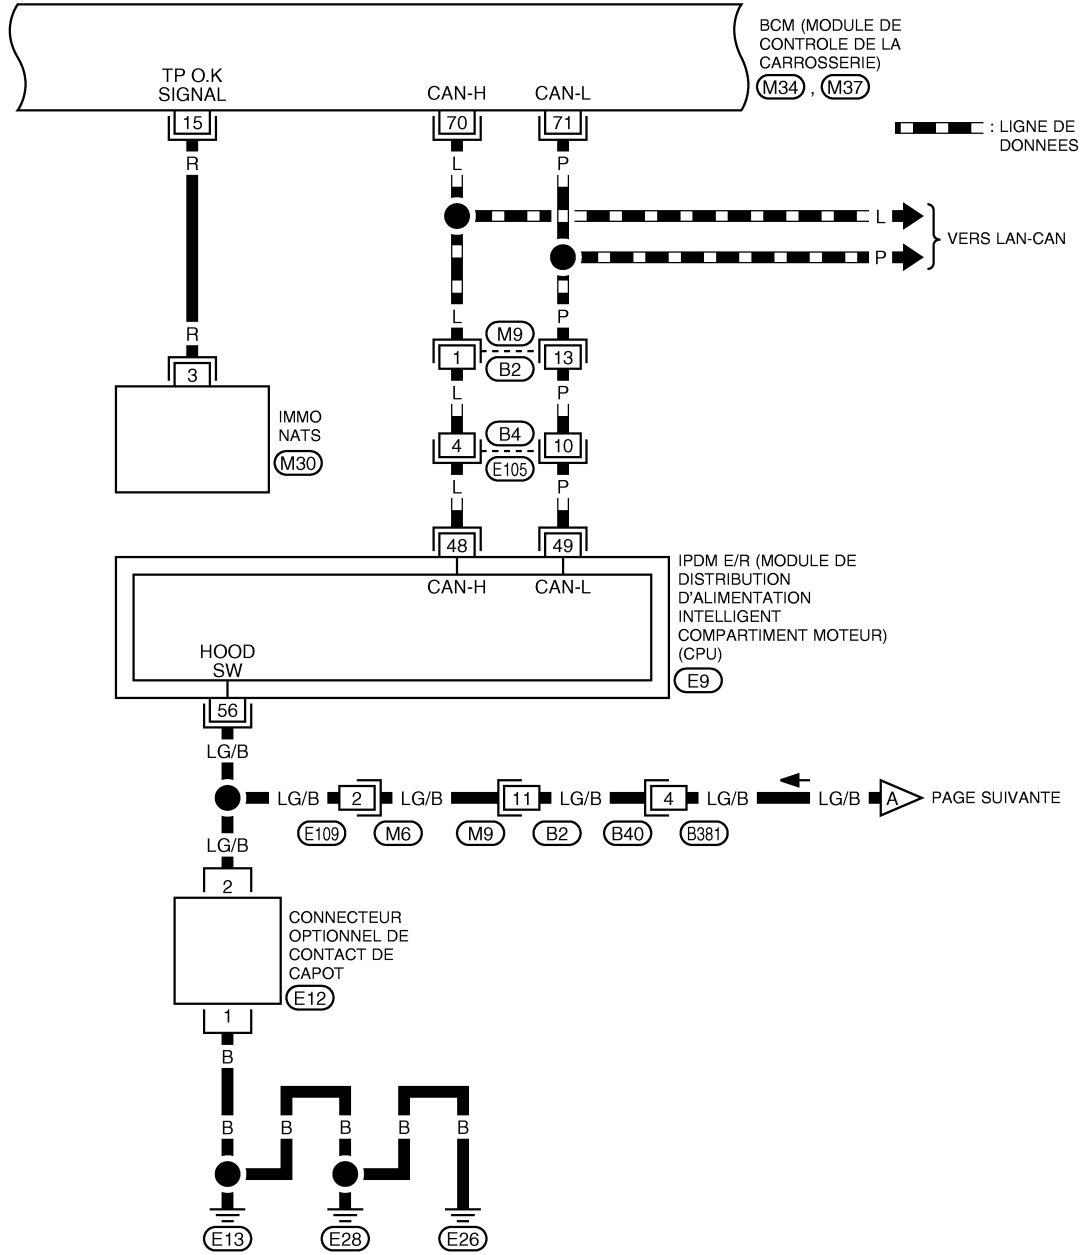 BCM (MODULE DE
CONTROLE DE LA
CARROSSERIE)
M34 , M37
TP O.K
SIGNAL
CAN-H
CAN-L
15
70
71
: LIGNE DE
DONNEES
R
L
P
L
P
VERS LAN-CAN
R
L
P
M9
3
1
13
B2
L
P
IMMO
NATS
M30
B4
4
10
E105
L
P
48
49
CAN-H
CAN-L
IPDM E/R (MODULE DE
DISTRIBUTION
D'ALIMENTATION
INTELLIGENT
COMPARTIMENT MOTEUR)
(CPU)
E9
HOOD
SW
56
LG/B
LG/B
2
LG/B
11
LG/B
4
LG/B
LG/B
A
PAGE SUIVANTE
E109
M6
M9
B2
B40
B381
LG/B
2
CONNECTEUR
OPTIONNEL DE
CONTACT DE
CAPOT
E12
1
B
B
B
B
B
B
E13
E28
E26